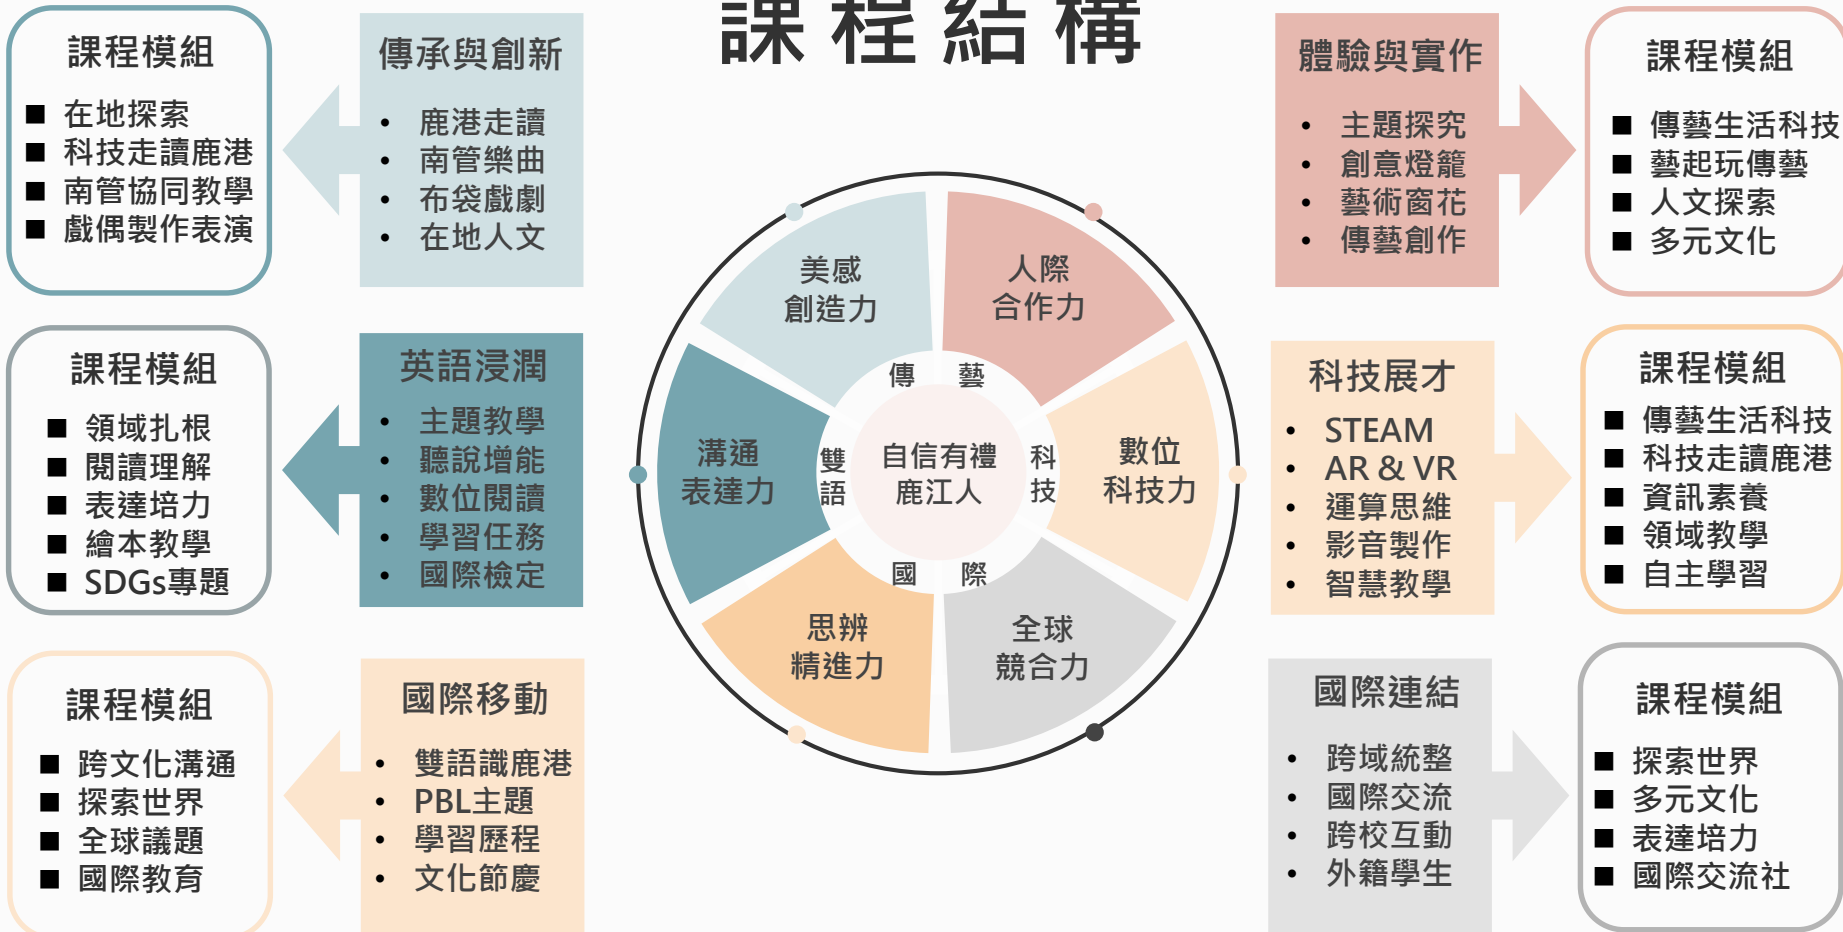 課程結構
課程模組
在地探索
科技走讀鹿港
南管協同教學
戲偶製作表演
傳承與創新
鹿港走讀
南管樂曲
布袋戲劇
在地人文
體驗與實作
主題探究
創意燈籠
藝術窗花
傳藝創作
課程模組
傳藝生活科技
藝起玩傳藝
人文探索
多元文化
課程模組
領域扎根
閱讀理解
表達培力
繪本教學
SDGs專題
英語浸潤
主題教學
聽說增能
數位閱讀
學習任務
國際檢定
美感
創造力
人際
合作力
溝通
表達力
數位
科技力
思辨
精進力
全球
競合力
傳藝
雙語
科技
國際
自信有禮
鹿江人
科技展才
STEAM
AR & VR
運算思維
影音製作
智慧教學
課程模組
傳藝生活科技
科技走讀鹿港
資訊素養
領域教學
自主學習
課程模組
跨文化溝通
探索世界
全球議題
國際教育
國際移動
雙語識鹿港
PBL主題
學習歷程
文化節慶
國際連結
跨域統整
國際交流
跨校互動
外籍學生
課程模組
探索世界
多元文化
表達培力
國際交流社